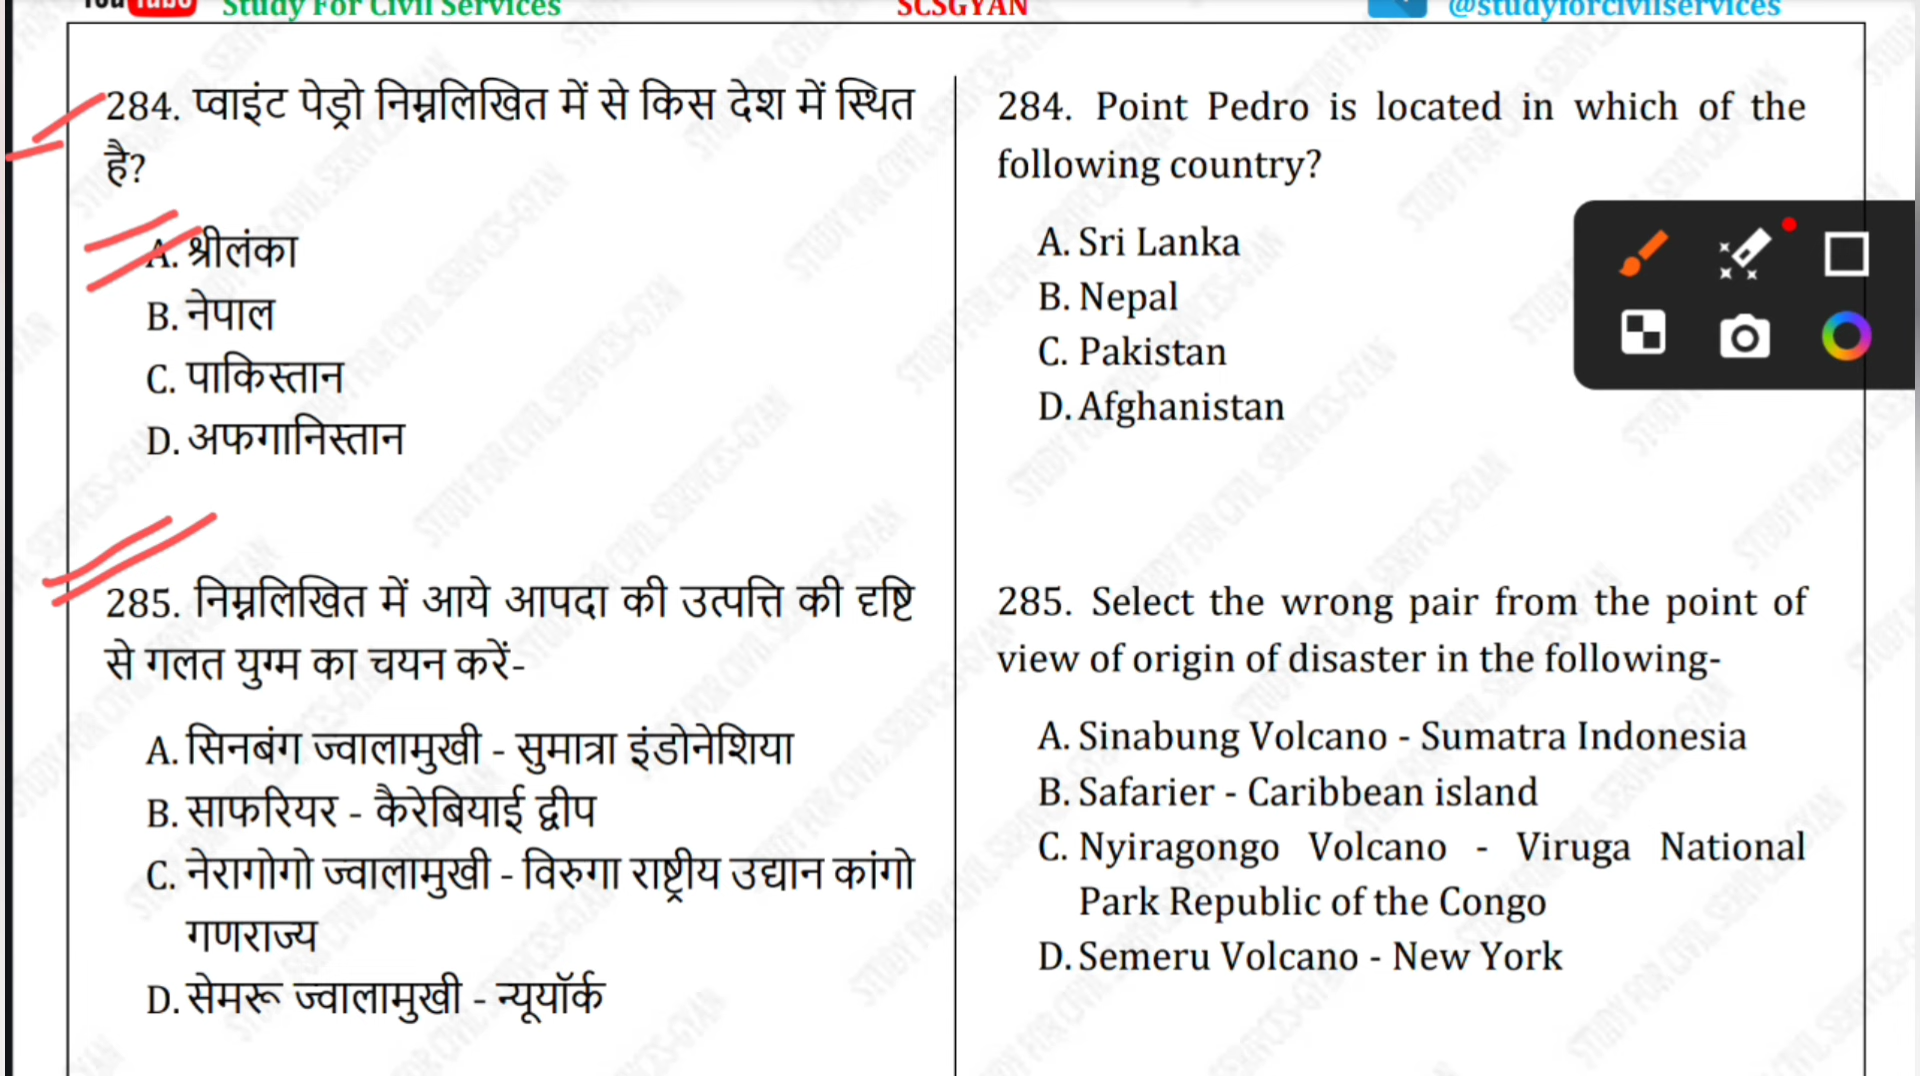 YouTube Study For Civil Services SCSGYAN @studyforcivilservices
284. प्वाइंट पेड्रो निम्नलिखित में से किस देश में स्थित
है?
A. श्रीलंका
B. नेपाल
C. पाकिस्तान
D. अफगानिस्तान
285. निम्नलिखित में आये आपदा की उत्पत्ति की दृष्टि
से गलत युग्म का चयन करें-
A. सिनबंग ज्वालामुखी - सुमात्रा इंडोनेशिया
B. साफरियर - कैरेबियाई द्वीप
C. नेरागोगो ज्वालामुखी - विरुगा राष्ट्रीय उद्यान कांगो
गणराज्य
D. सेमरू ज्वालामुखी - न्यूयॉर्क
284. Point Pedro is located in which of the
following country?
A. Sri Lanka
B. Nepal
C. Pakistan
D. Afghanistan
285. Select the wrong pair from the point of
view of origin of disaster in the following-
A. Sinabung Volcano - Sumatra Indonesia
B. Safarier - Caribbean island
C. Nyiragongo Volcano - Viruga National
Park Republic of the Congo
D. Semeru Volcano - New York